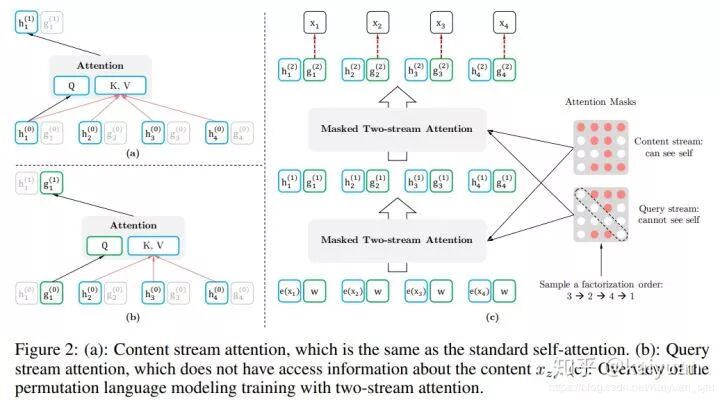 h₁⁽¹⁾ g₁⁽¹⁾
Attention
Q K, V
h₁⁽⁰⁾ g₁⁽⁰⁾ h₂⁽⁰⁾ g₂⁽⁰⁾ h₃⁽⁰⁾ g₃⁽⁰⁾ h₄⁽⁰⁾ g₄⁽⁰⁾
(a)
h₁⁽¹⁾ g₁⁽¹⁾
Attention
Q K, V
h₁⁽⁰⁾ g₁⁽⁰⁾ h₂⁽⁰⁾ g₂⁽⁰⁾ h₃⁽⁰⁾ g₃⁽⁰⁾ h₄⁽⁰⁾ g₄⁽⁰⁾
(b)
x₁ x₂ x₃ x₄
h₁⁽²⁾ g₁⁽²⁾ h₂⁽²⁾ g₂⁽²⁾ h₃⁽²⁾ g₃⁽²⁾ h₄⁽²⁾ g₄⁽²⁾
Masked Two-stream Attention
h₁⁽¹⁾ g₁⁽¹⁾ h₂⁽¹⁾ g₂⁽¹⁾ h₃⁽¹⁾ g₃⁽¹⁾ h₄⁽¹⁾ g₄⁽¹⁾
Masked Two-stream Attention
e(x₁) w e(x₂) w e(x₃) w e(x₄) w
(c)
Attention Masks
Content stream:
can see self
Query stream:
cannot see self
Sample a factorization order:
3 → 2 → 4 → 1
Figure 2: (a): Content stream attention, which is the same as the standard self-attention. (b): Query
stream attention, which does not have access information about the content
(c): Overview of the
permutation language modeling training with two-stream attention.
知乎